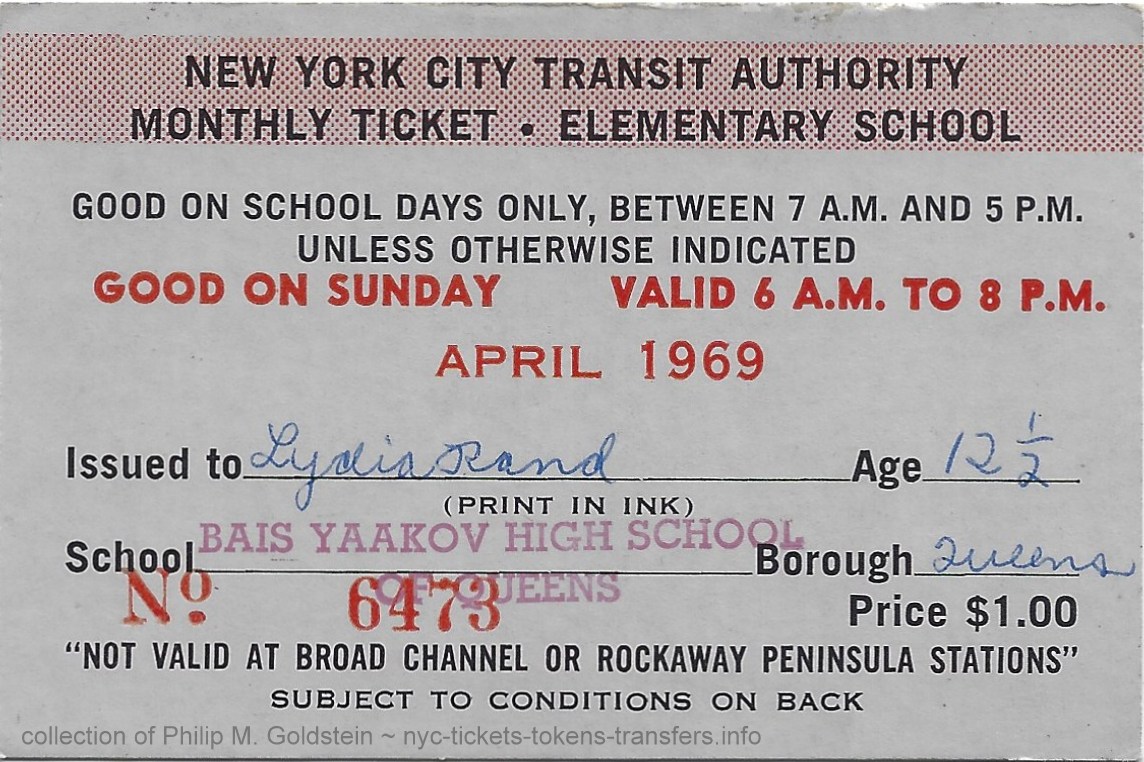 NEW YORK CITY TRANSIT AUTHORITY
MONTHLY TICKET • ELEMENTARY SCHOOL
GOOD ON SCHOOL DAYS ONLY, BETWEEN 7 A.M. AND 5 P.M.
UNLESS OTHERWISE INDICATED
GOOD ON SUNDAY VALID 6 A.M. TO 8 P.M.
APRIL 1969
Issued to Lydia Rand Age 12 1/2
(PRINT IN INK)
School BAIS YAAKOV HIGH SCHOOL Borough Queens
OF QUEENS
Nº 6473
Price $1.00
"NOT VALID AT BROAD CHANNEL OR ROCKAWAY PENINSULA STATIONS"
SUBJECT TO CONDITIONS ON BACK
collection of Philip M. Goldstein ~ nyc-tickets-tokens-transfers.info